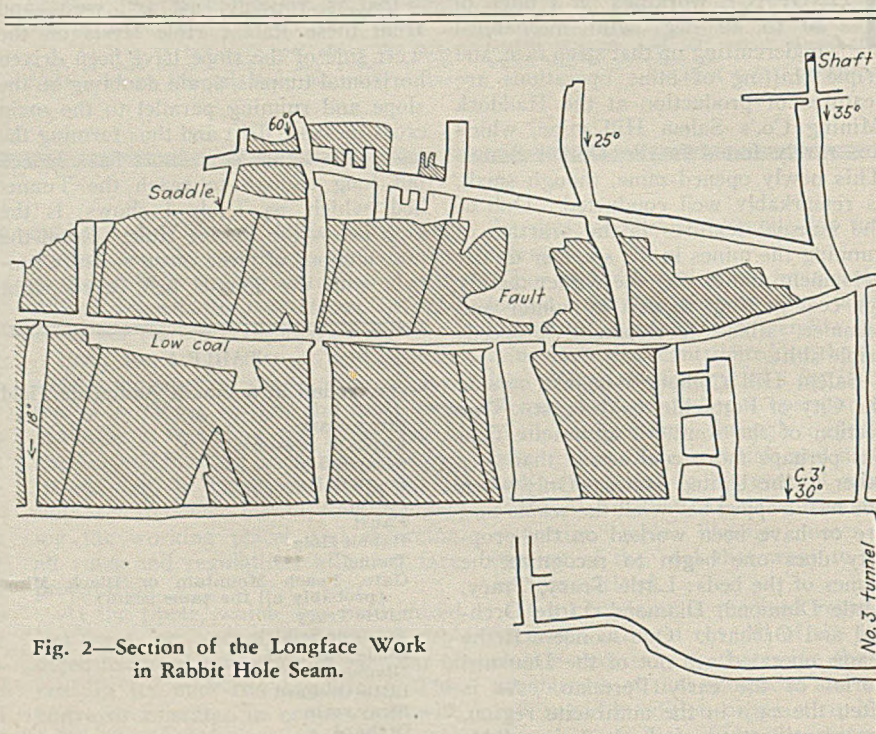 Shaft
60°
25°
35°
Saddle
Fault
Low coal
18°
C.3'
30°
No.3 tunnel
Fig. 2—Section of the Longface Work
in Rabbit Hole Seam.